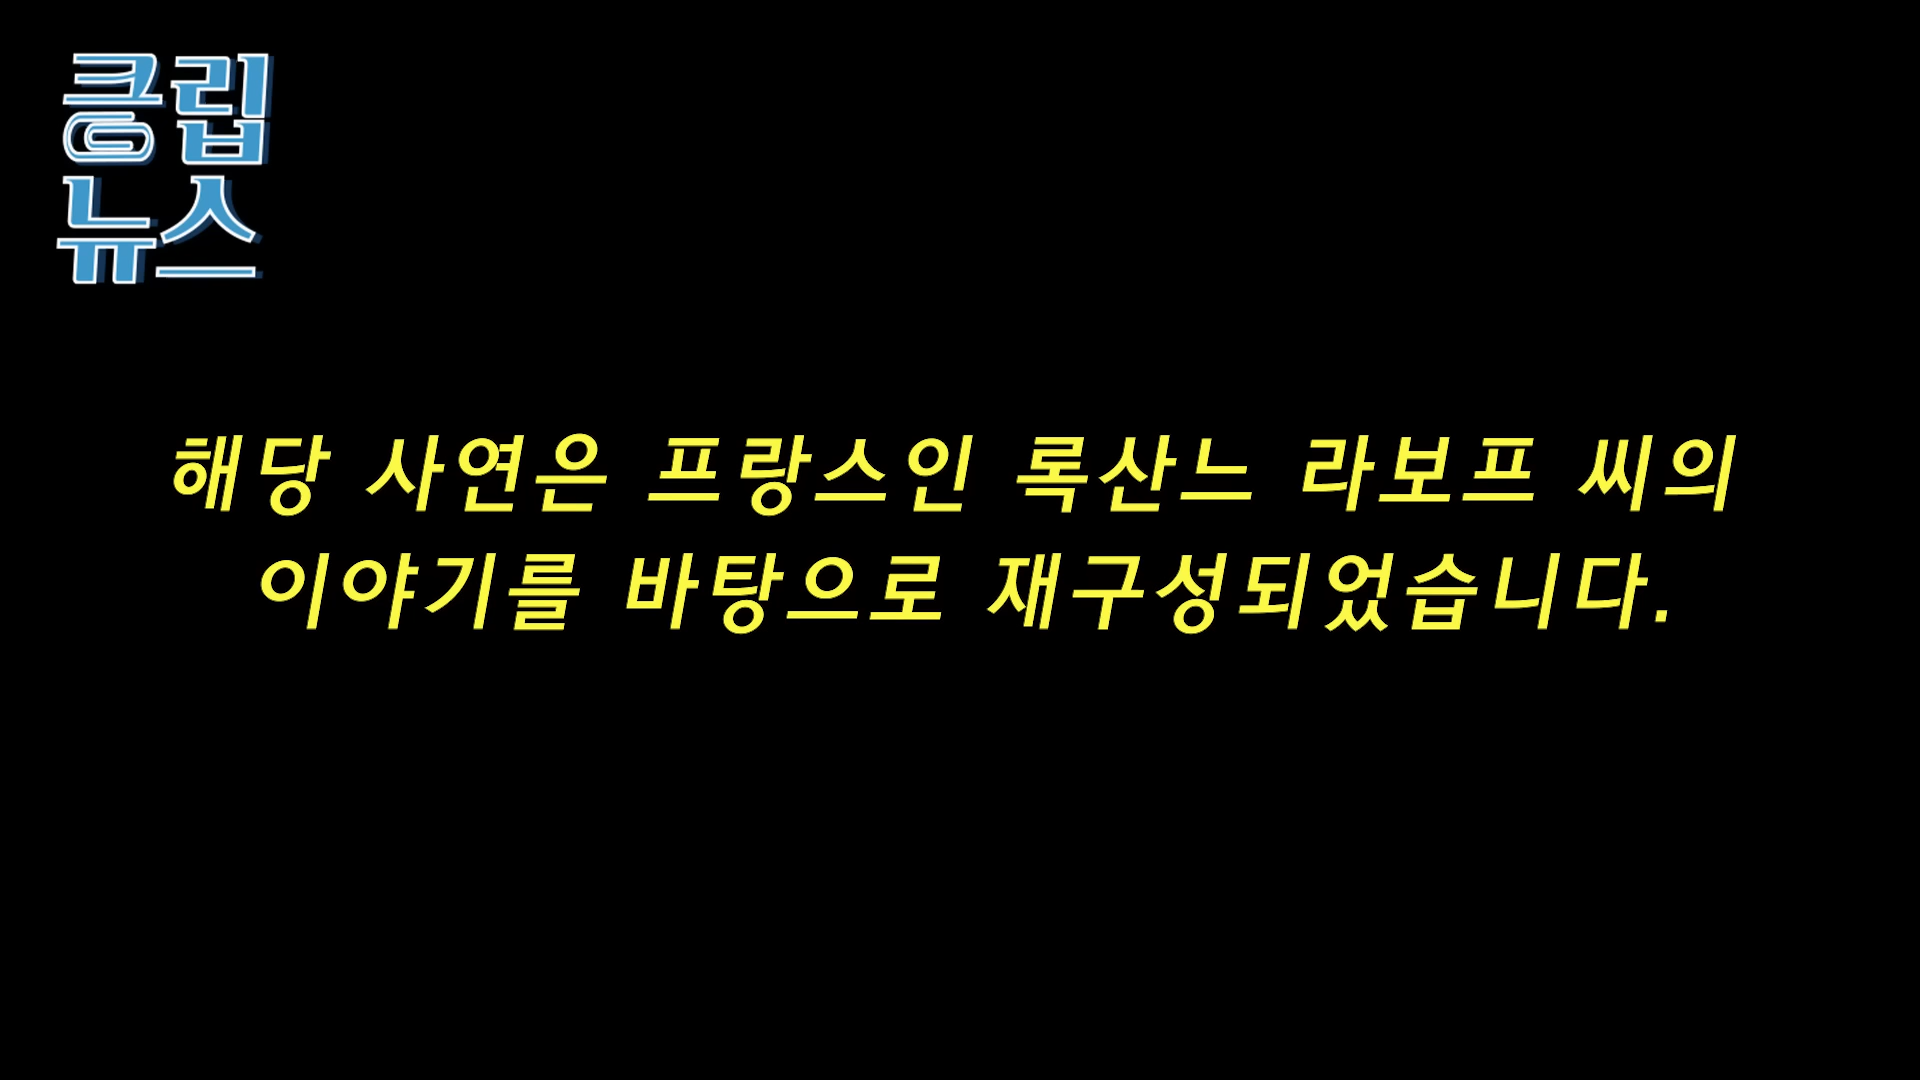 클립
뉴스
해당 사연은 프랑스인 록산느 라보프 씨의
이야기를 바탕으로 재구성되었습니다.